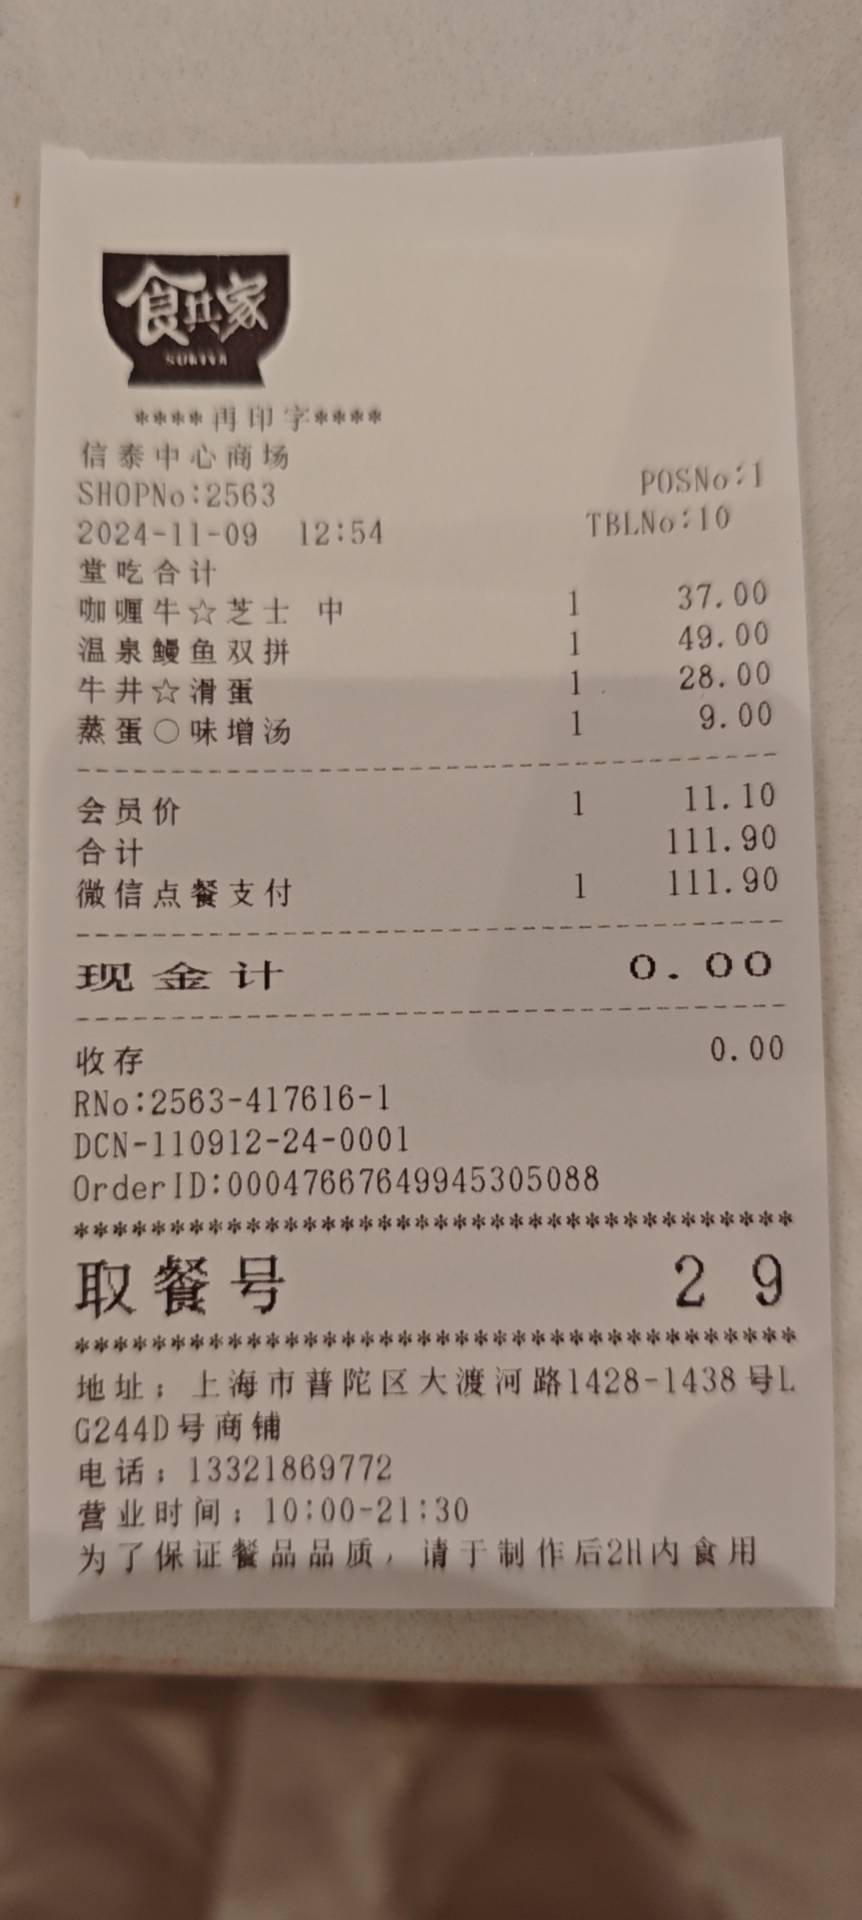 食其家
SUKIYA
****再印字****
信泰中心商场
SHOPNo:2563 POSNo:1
2024-11-09 12:54 TBLNo:10
堂吃合计
咖喱牛☆芝士 中 1 37.00
温泉鳗鱼双拼 1 49.00
牛丼☆滑蛋 1 28.00
蒸蛋○味增汤 1 9.00
会员价 1 11.10
合计 111.90
微信点餐支付 1 111.90
现金计 0.00
收存 0.00
RNo:2563-417616-1
DCN-110912-24-0001
OrderID:00047667649945305088
***************************************
取餐号 29
***************************************
地址：上海市普陀区大渡河路1428-1438号L
G244D号商铺
电话：13321869772
营业时间：10:00-21:30
为了保证餐品品质，请于制作后2H内食用